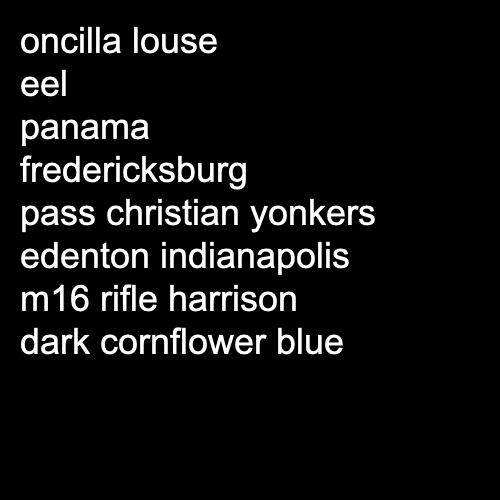 oncilla louse
eel
panama
fredericksburg
pass christian yonkers
edenton indianapolis
m16 rifle harrison
dark cornflower blue